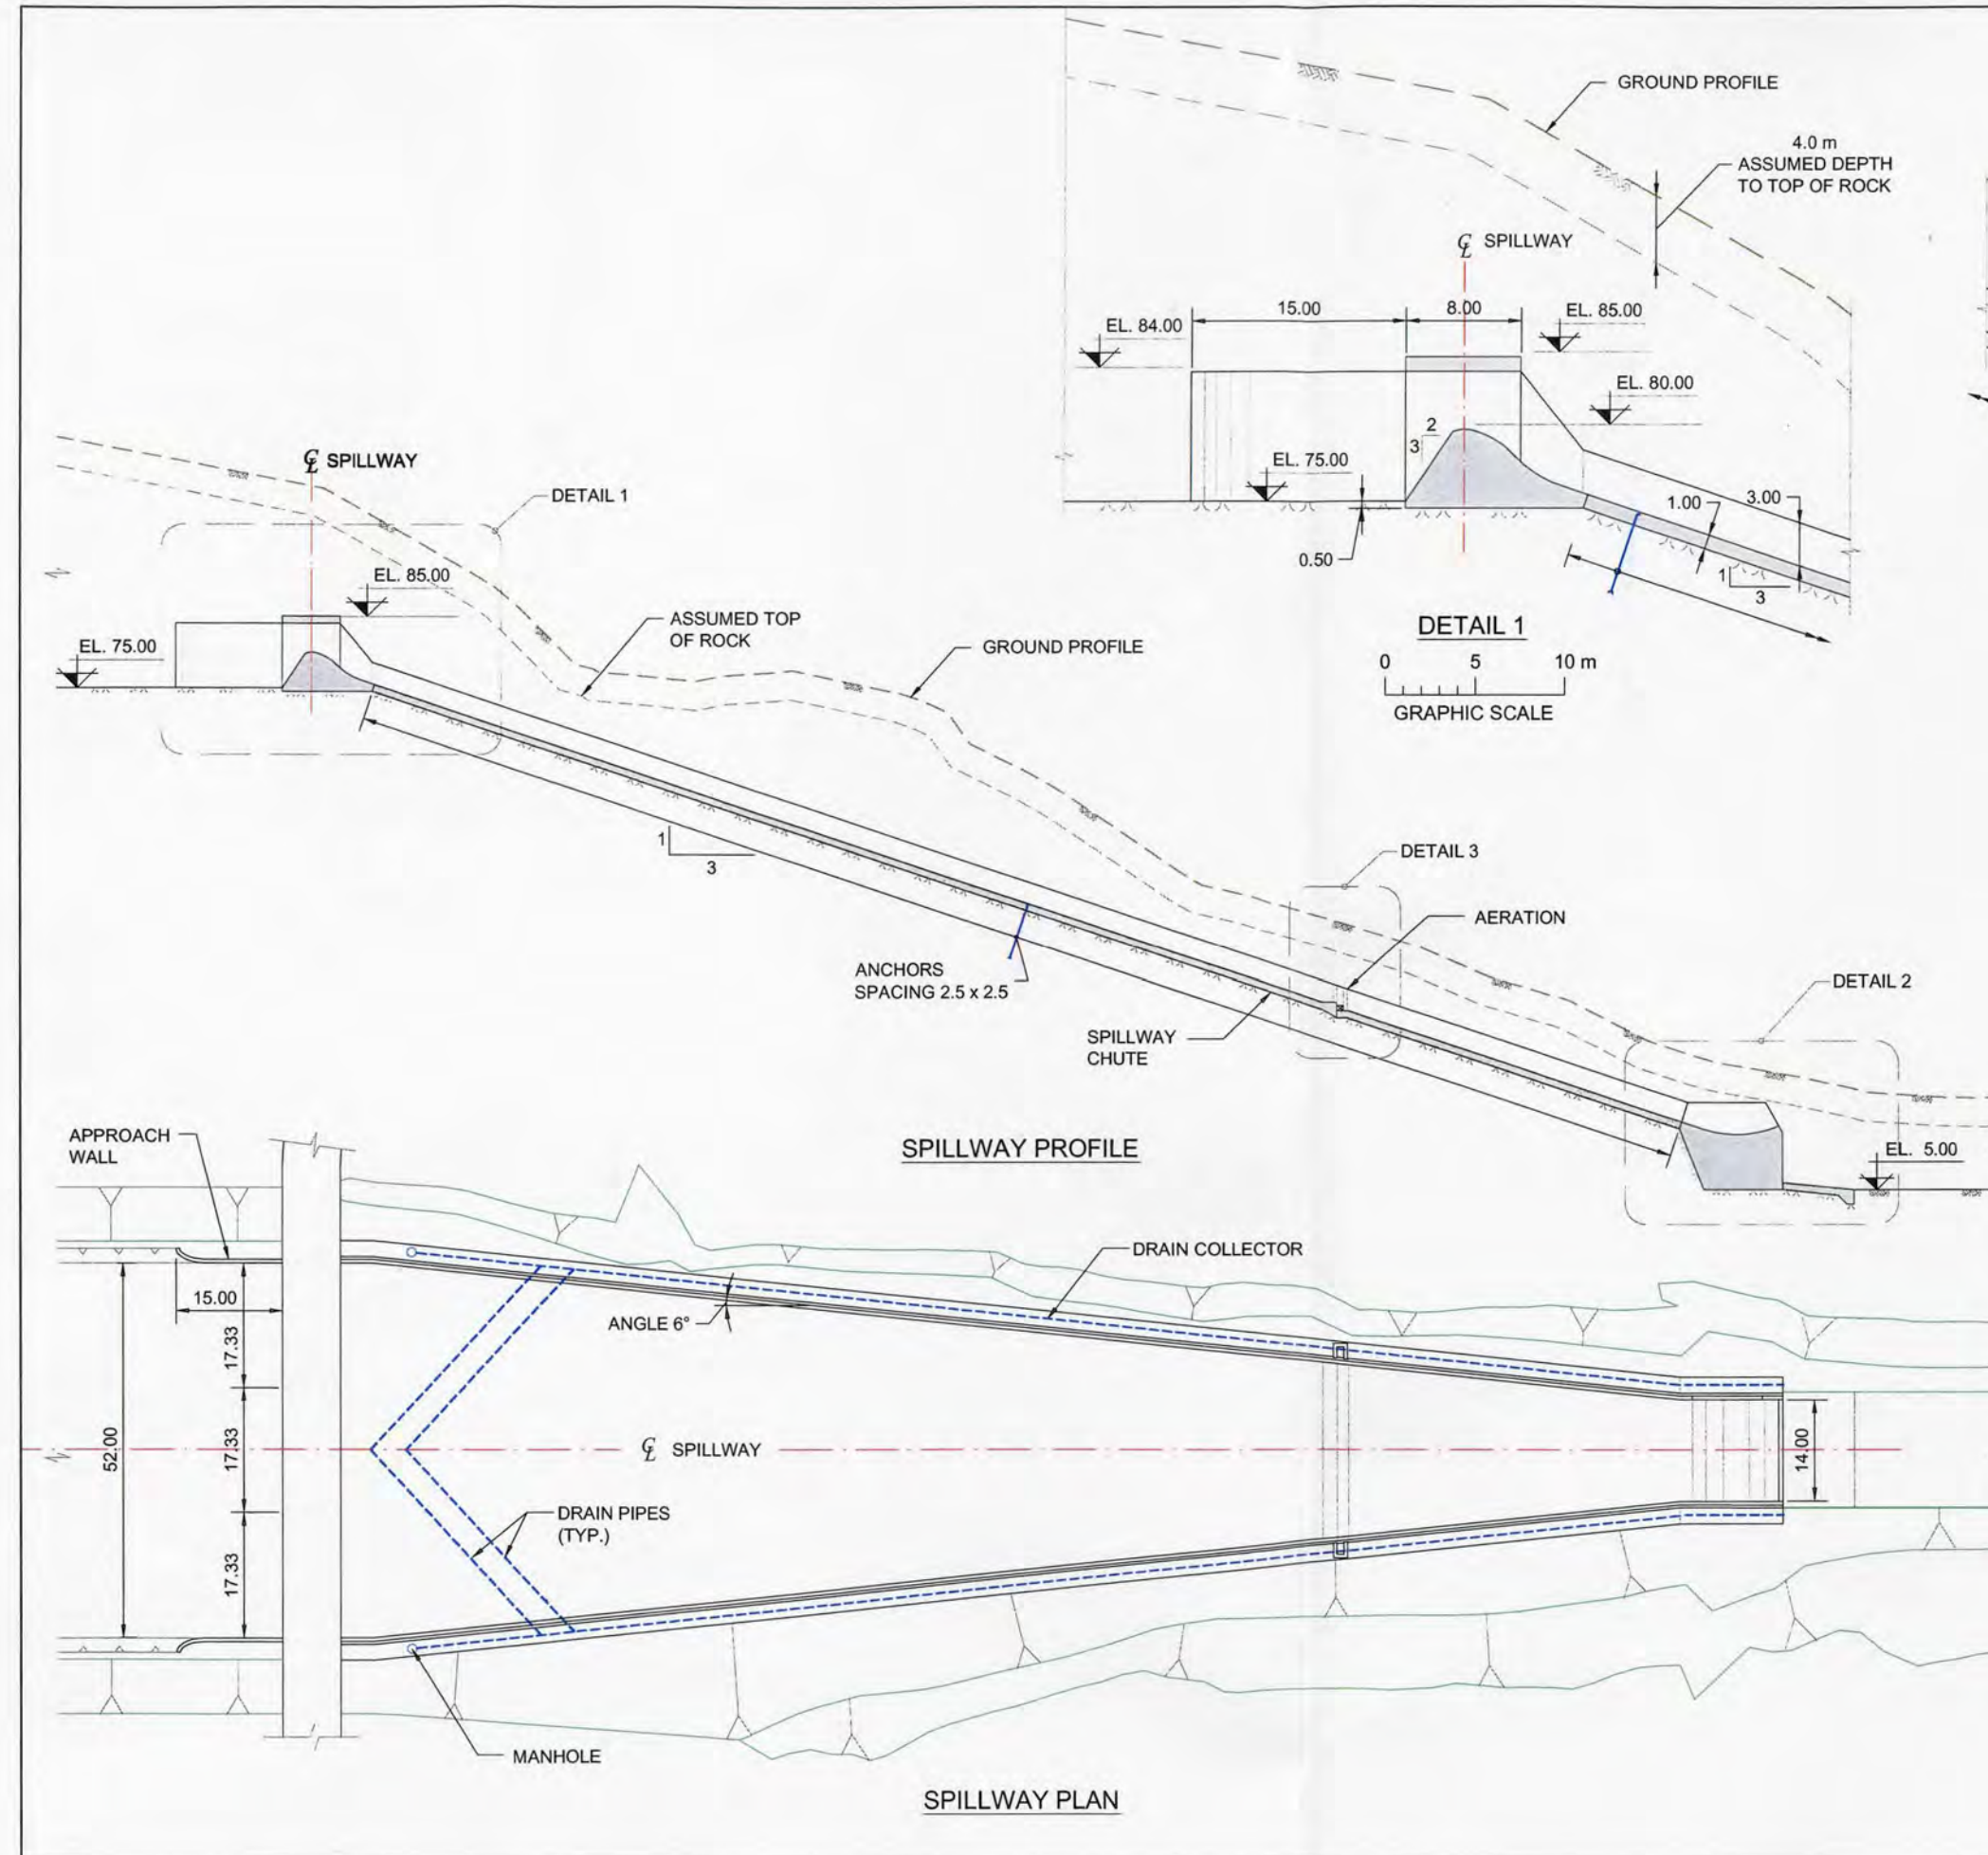 GROUND PROFILE
4.0 m
ASSUMED DEPTH
TO TOP OF ROCK
℄ SPILLWAY
15.00
8.00
EL. 84.00
EL. 85.00
EL. 80.00
2
3
EL. 75.00
1.00
3.00
0.50
1
3
DETAIL 1
0 5 10 m
GRAPHIC SCALE
℄ SPILLWAY
DETAIL 1
EL. 85.00
EL. 75.00
ASSUMED TOP
OF ROCK
GROUND PROFILE
1
3
DETAIL 3
AERATION
ANCHORS
SPACING 2.5 x 2.5
DETAIL 2
SPILLWAY
CHUTE
EL. 5.00
SPILLWAY PROFILE
APPROACH
WALL
DRAIN COLLECTOR
15.00
ANGLE 6°
17.33
52.00
17.33
℄ SPILLWAY
14.00
DRAIN PIPES
(TYP.)
17.33
MANHOLE
SPILLWAY PLAN